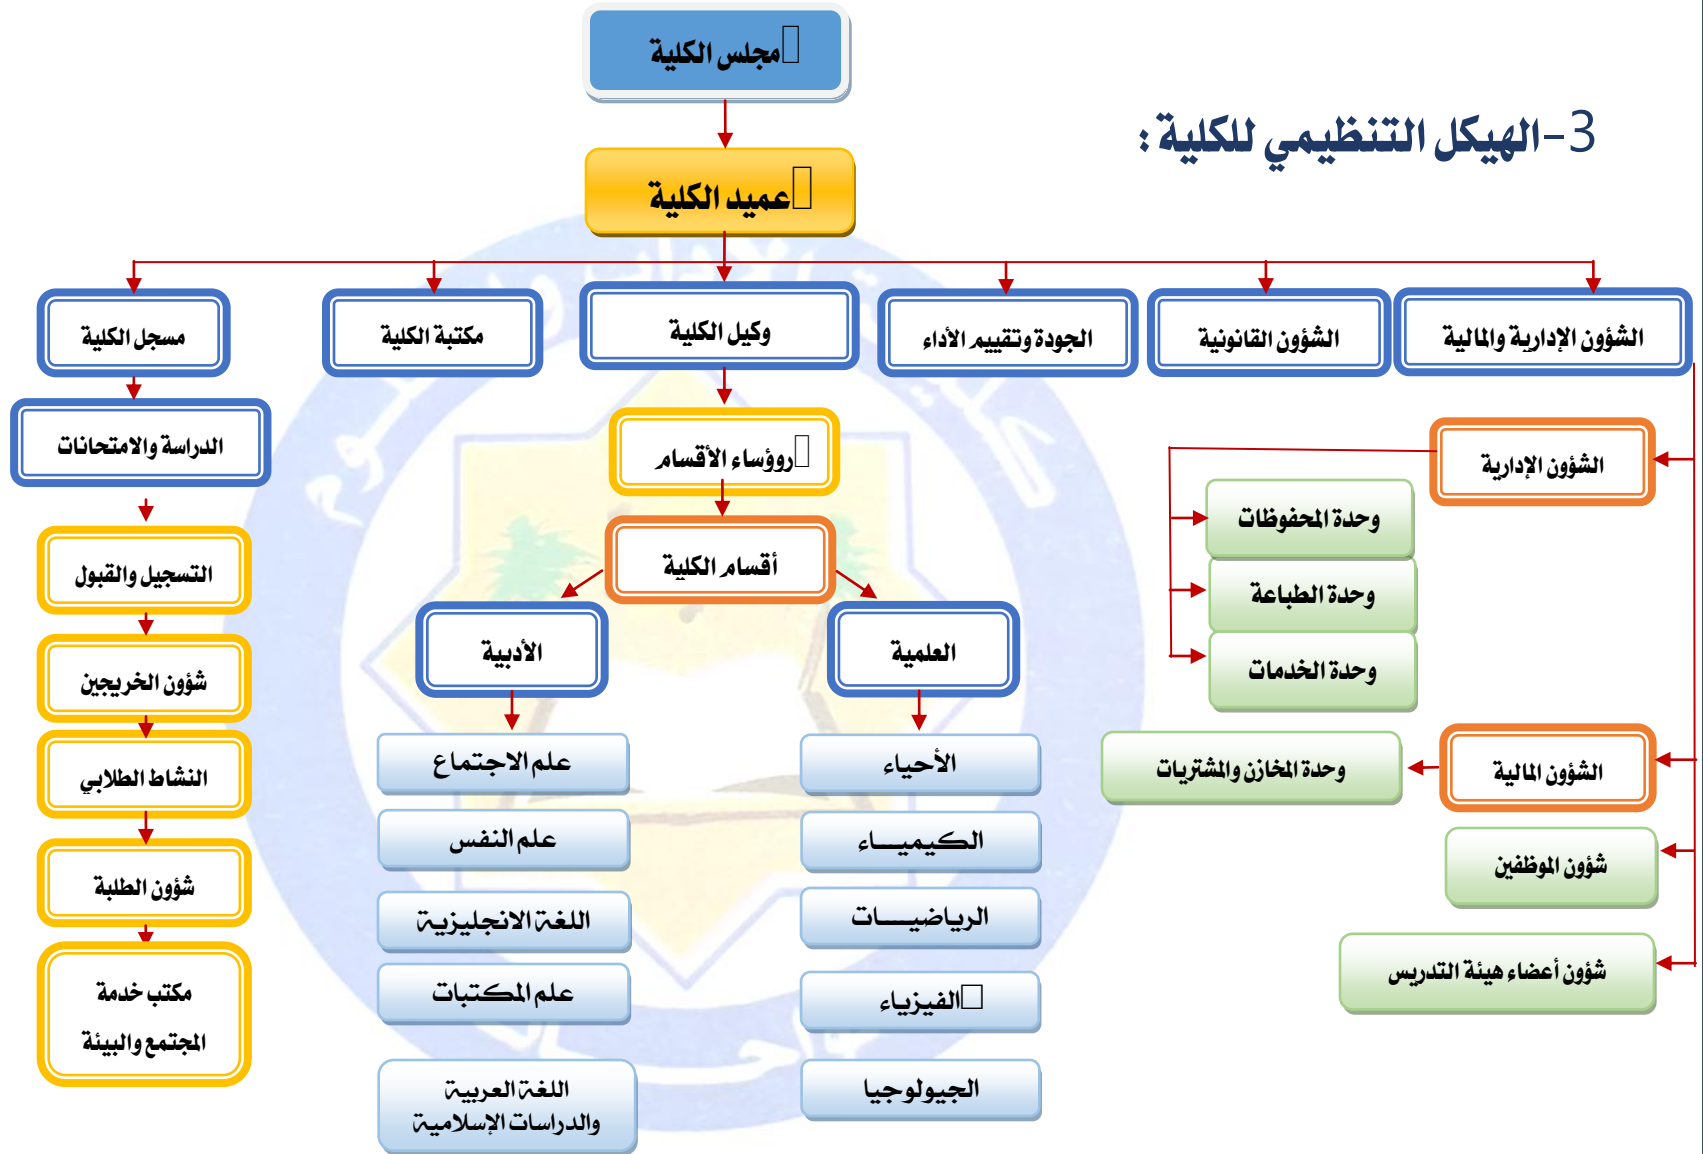 3-الهيكل التنظيمي للكلية :
مجلس الكلية
عميد الكلية
الشؤون الإدارية والمالية
الشؤون القانونية
الجودة وتقييم الأداء
وكيل الكلية
مكتبة الكلية
مسجل الكلية
الشؤون الإدارية
وحدة المحفوظات
وحدة الطباعة
وحدة الخدمات
الشؤون المالية
وحدة المخازن والمشتريات
شؤون الموظفين
شؤون أعضاء هيئة التدريس
روؤساء الأقسام
أقسام الكلية
العلمية
الأحياء
الكيميـــاء
الرياضيـــات
الفيزياء
الجيولوجيا
الأدبية
علم الاجتماع
علم النفس
اللغة الانجليزية
علم المكتبات
اللغة العربية
والدراسات الإسلامية
الدراسة والامتحانات
التسجيل والقبول
شؤون الخريجين
النشاط الطلابي
شؤون الطلبة
مكتب خدمة
المجتمع والبيئة